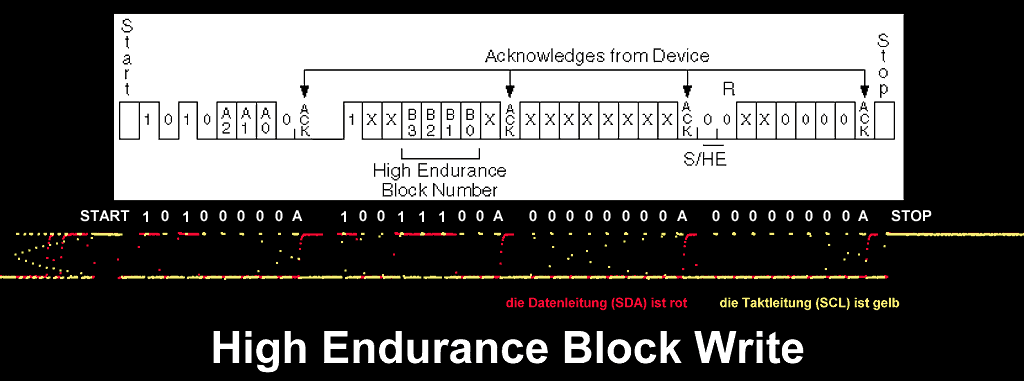 Start
Stop
Acknowledges from Device
R
1 0 1 0 A2 A1 A0 0 ACK 1 X X B3 B2 B1 B0 X ACK X X X X X X X X ACK 0 0 X X 0 0 0 0 ACK
S/HE
High Endurance
Block Number
START 1 0 1 0 0 0 0 0 A 1 0 0 1 1 1 0 0 A 0 0 0 0 0 0 0 0 A 0 0 0 0 0 0 0 0 A STOP
die Datenleitung (SDA) ist rot die Taktleitung (SCL) ist gelb
High Endurance Block Write